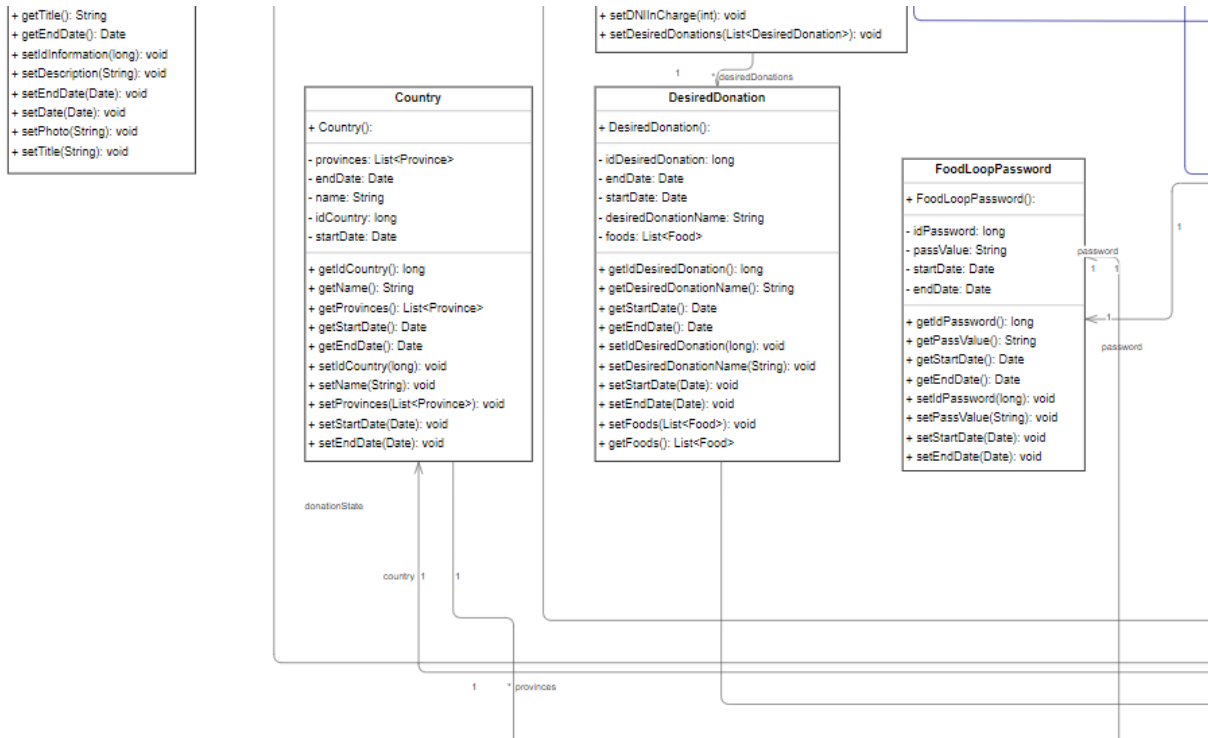 + getTitle(): String
+ getEndDate(): Date
+ setIdInformation(long): void
+ setDescription(String): void
+ setEndDate(Date): void
+ setDate(Date): void
+ setPhoto(String): void
+ setTitle(String): void
+ setDNIInCharge(int): void
+ setDesiredDonations(List<DesiredDonation>): void
1
* desiredDonations
Country
+ Country():
- provinces: List<Province>
- endDate: Date
- name: String
- idCountry: long
- startDate: Date
+ getIdCountry(): long
+ getName(): String
+ getProvinces(): List<Province>
+ getStartDate(): Date
+ getEndDate(): Date
+ setIdCountry(long): void
+ setName(String): void
+ setProvinces(List<Province>): void
+ setStartDate(Date): void
+ setEndDate(Date): void
DesiredDonation
+ DesiredDonation():
- idDesiredDonation: long
- endDate: Date
- startDate: Date
- desiredDonationName: String
- foods: List<Food>
+ getIdDesiredDonation(): long
+ getDesiredDonationName(): String
+ getStartDate(): Date
+ getEndDate(): Date
+ setIdDesiredDonation(long): void
+ setDesiredDonationName(String): void
+ setStartDate(Date): void
+ setEndDate(Date): void
+ setFoods(List<Food>): void
+ getFoods(): List<Food>
FoodLoopPassword
+ FoodLoopPassword():
- idPassword: long
- passValue: String
- startDate: Date
- endDate: Date
+ getIdPassword(): long
+ getPassValue(): String
+ getStartDate(): Date
+ getEndDate(): Date
+ setIdPassword(long): void
+ setPassValue(String): void
+ setStartDate(Date): void
+ setEndDate(Date): void
1
password
1 1
1
password
donationState
country 1 1
1 * provinces